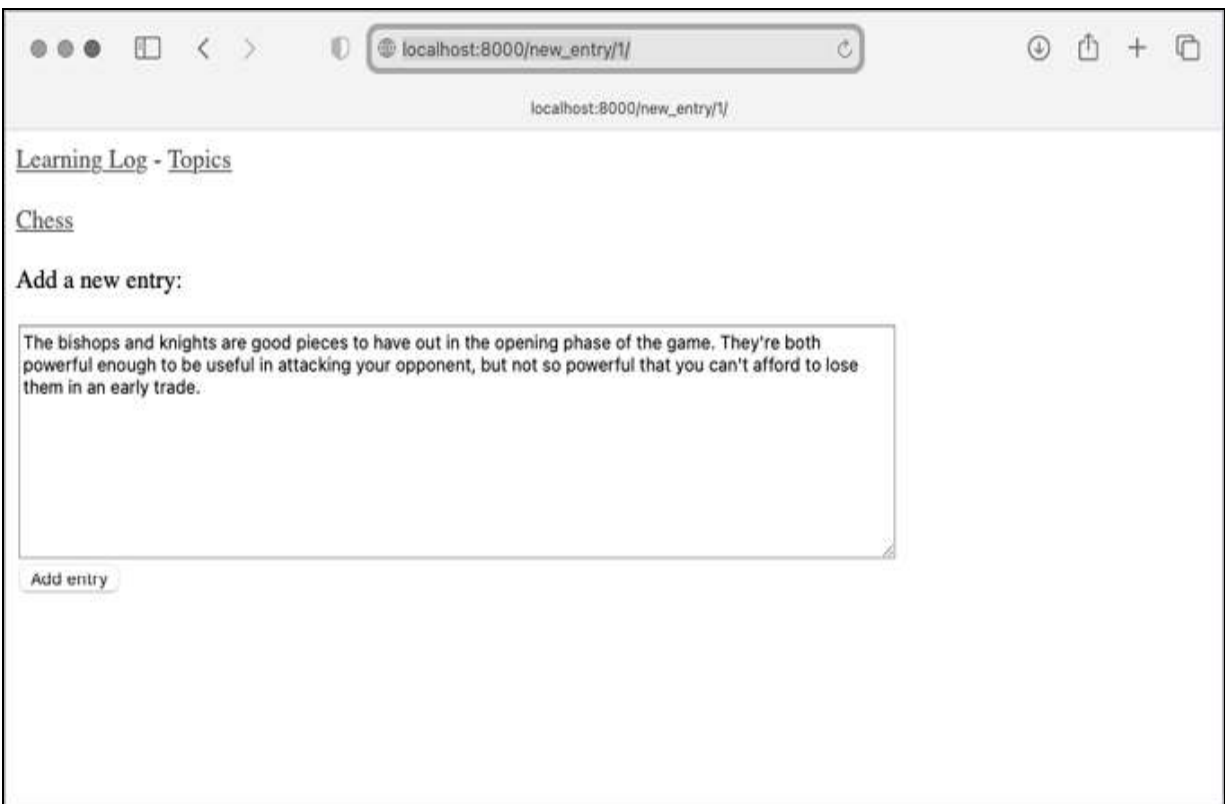 localhost:8000/new_entry/1/
localhost:8000/new_entry/1/
Learning Log - Topics
Chess
Add a new entry:
The bishops and knights are good pieces to have out in the opening phase of the game. They're both
powerful enough to be useful in attacking your opponent, but not so powerful that you can't afford to lose
them in an early trade.
Add entry